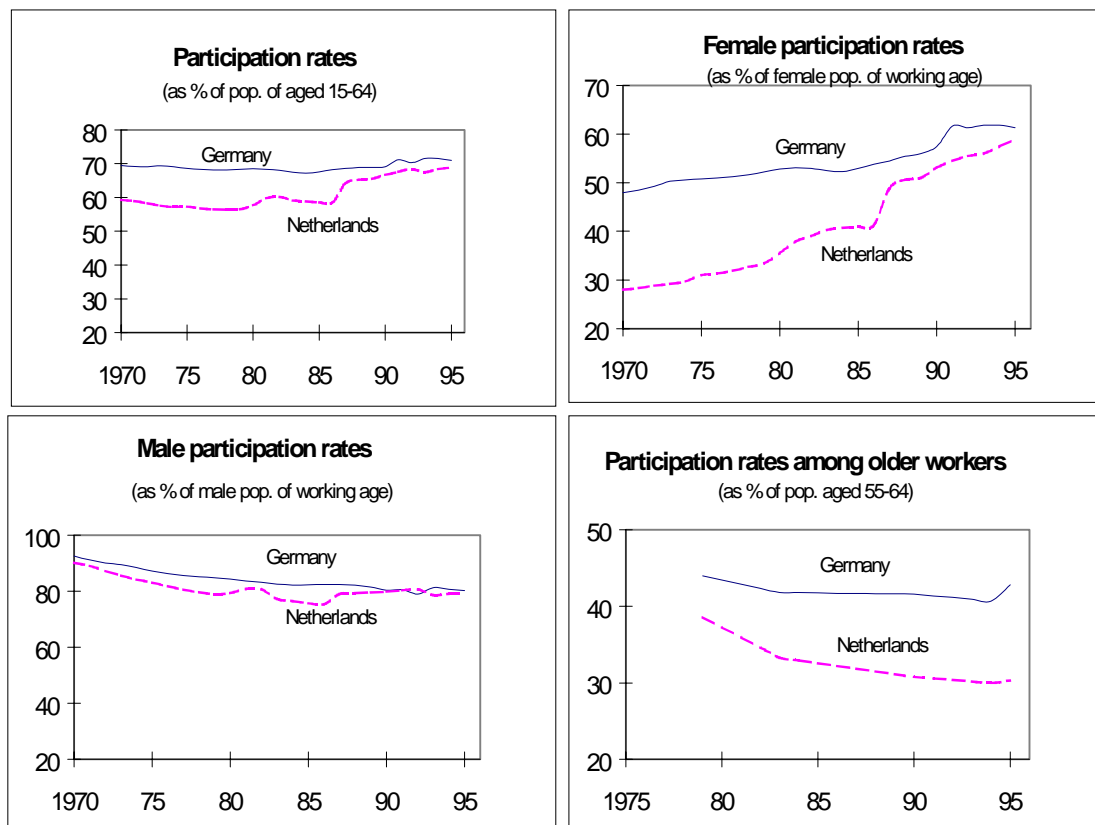 Participation rates
(as % of pop. of aged 15-64)
80
70
60
50
40
30
20
Germany
Netherlands
1970 75 80 85 90 95
Female participation rates
(as % of female pop. of working age)
70
60
50
40
30
20
Germany
Netherlands
1970 75 80 85 90 95
Male participation rates
(as % of male pop. of working age)
100
80
60
40
20
Germany
Netherlands
1970 75 80 85 90 95
Participation rates among older workers
(as % of pop. aged 55-64)
50
40
30
20
Germany
Netherlands
1975 80 85 90 95